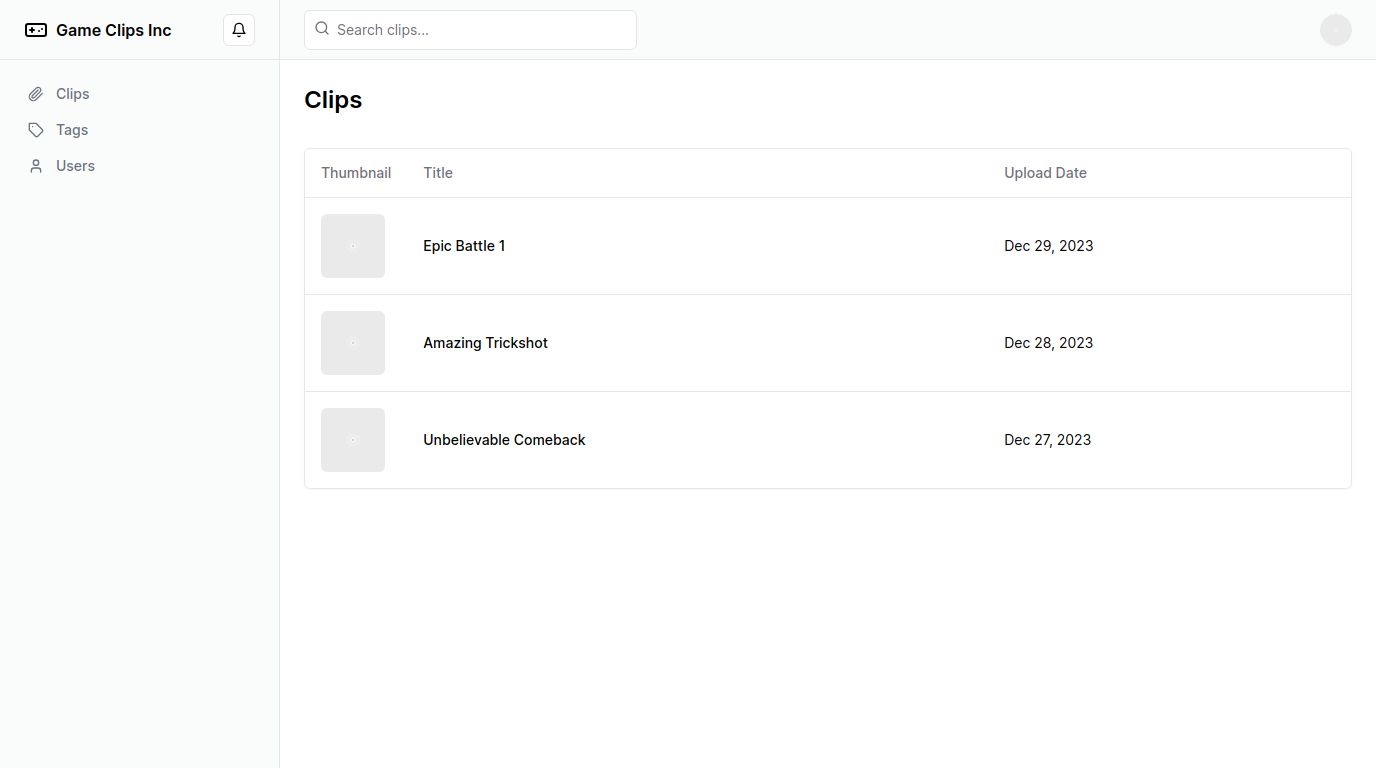 Game Clips Inc
Search clips...
Clips
Tags
Users
Clips
Thumbnail Title Upload Date
Epic Battle 1 Dec 29, 2023
Amazing Trickshot Dec 28, 2023
Unbelievable Comeback Dec 27, 2023